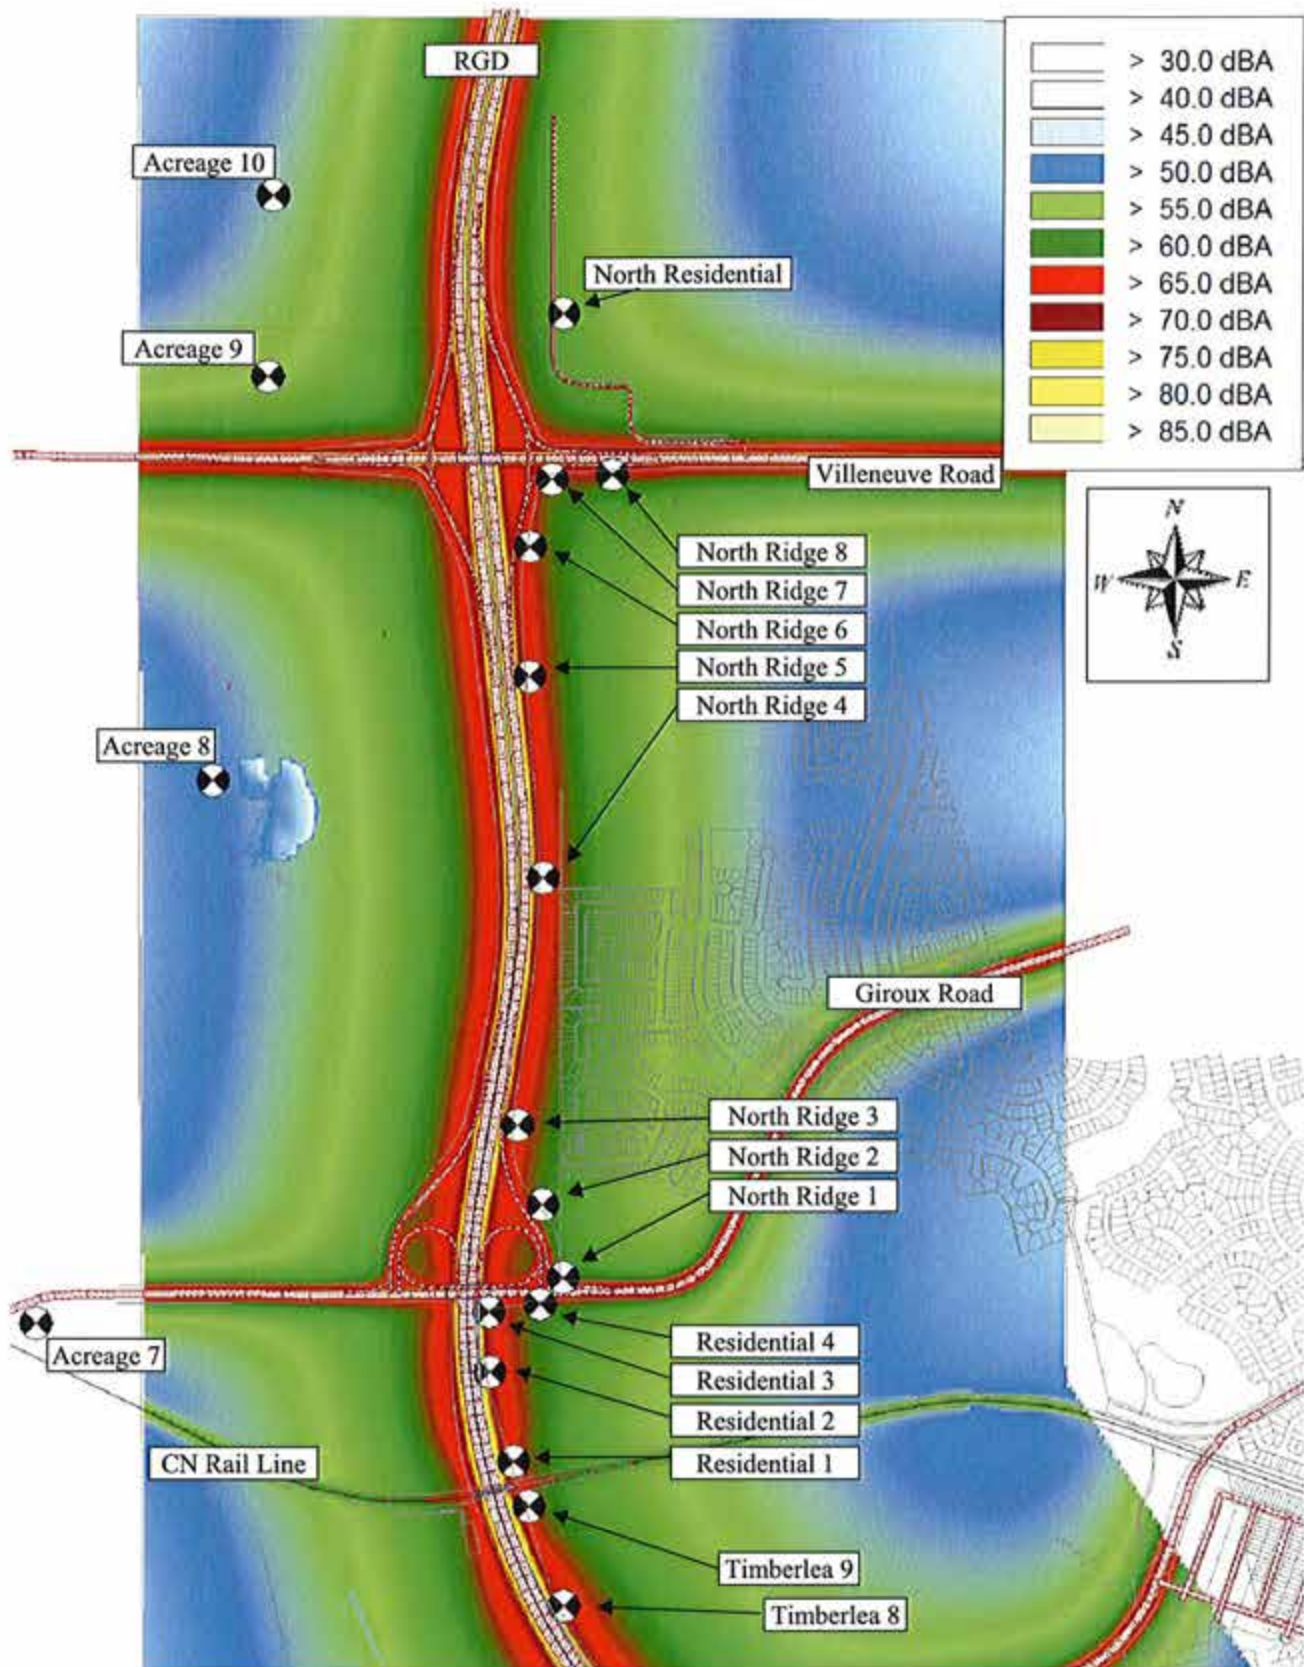 RGD
> 30.0 dBA
> 40.0 dBA
> 45.0 dBA
> 50.0 dBA
> 55.0 dBA
> 60.0 dBA
> 65.0 dBA
> 70.0 dBA
> 75.0 dBA
> 80.0 dBA
> 85.0 dBA
Acreage 10
North Residential
Acreage 9
Villeneuve Road
N
W
E
S
North Ridge 8
North Ridge 7
North Ridge 6
North Ridge 5
North Ridge 4
Acreage 8
Giroux Road
North Ridge 3
North Ridge 2
North Ridge 1
Residential 4
Residential 3
Residential 2
Residential 1
Acreage 7
CN Rail Line
Timberlea 9
Timberlea 8